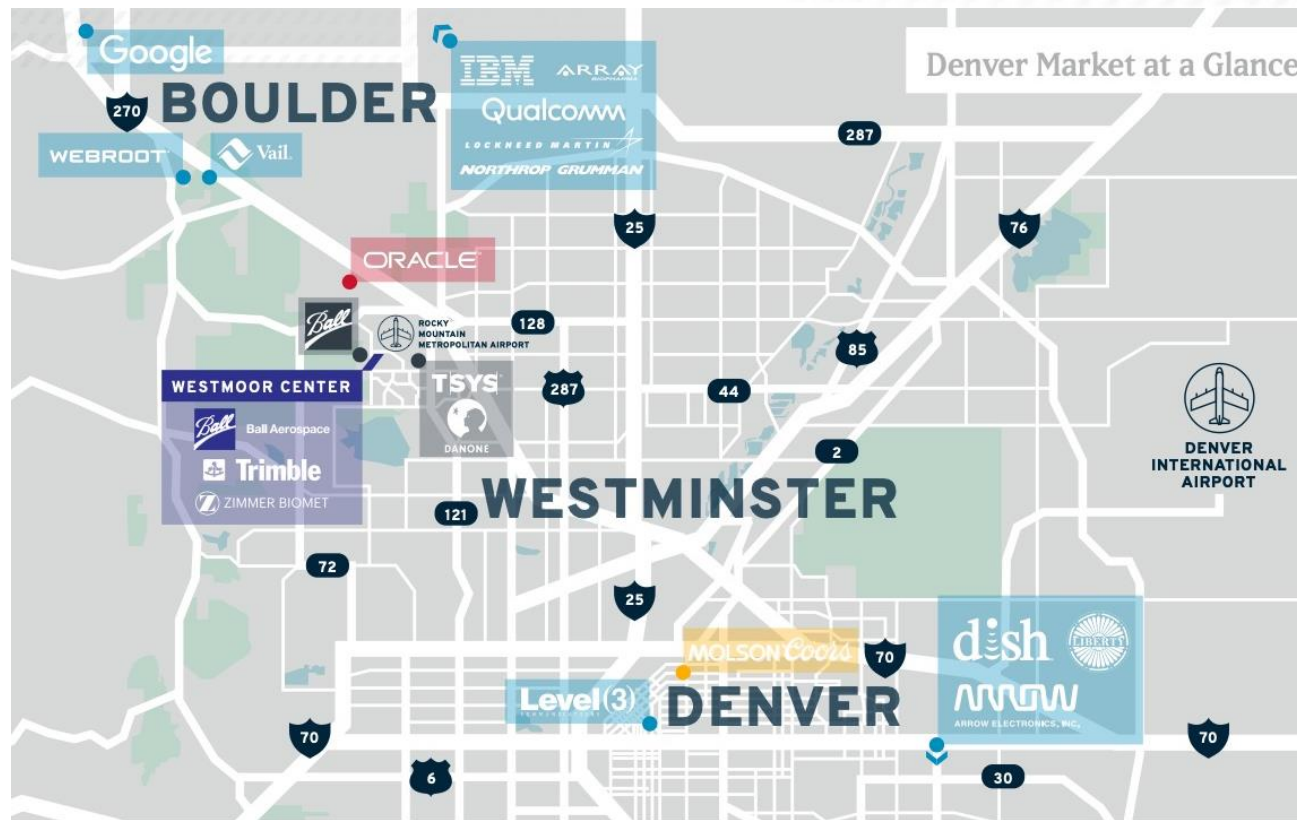 Google
IBM
ARRAY
BIOPHARMA
Denver Market at a Glance
270
BOULDER
Qualcomm
287
LOCKHEED MARTIN
WEBROOT
Vail
NORTHROP GRUMMAN
25
76
ORACLE
Ball
ROCKY
MOUNTAIN
METROPOLITAN AIRPORT
128
85
WESTMOOR CENTER
TSYS
287
44
Ball
Ball Aerospace
DANONE
Trimble
ZIMMER BIOMET
2
DENVER
INTERNATIONAL
AIRPORT
121
WESTMINSTER
72
25
MOLSON Coors
70
dish
LIBERTY
Level(3)
DENVER
ARROW
ARROW ELECTRONICS, INC.
70
70
6
30